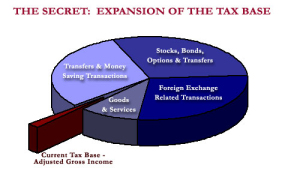 THE SECRET: EXPANSION OF THE TAX BASE
Stocks, Bonds,
Options & Transfers
Transfers & Money
Saving Transactions
Foreign Exchange
Related Transactions
Goods
& Services
Current Tax Base -
Adjusted Gross Income